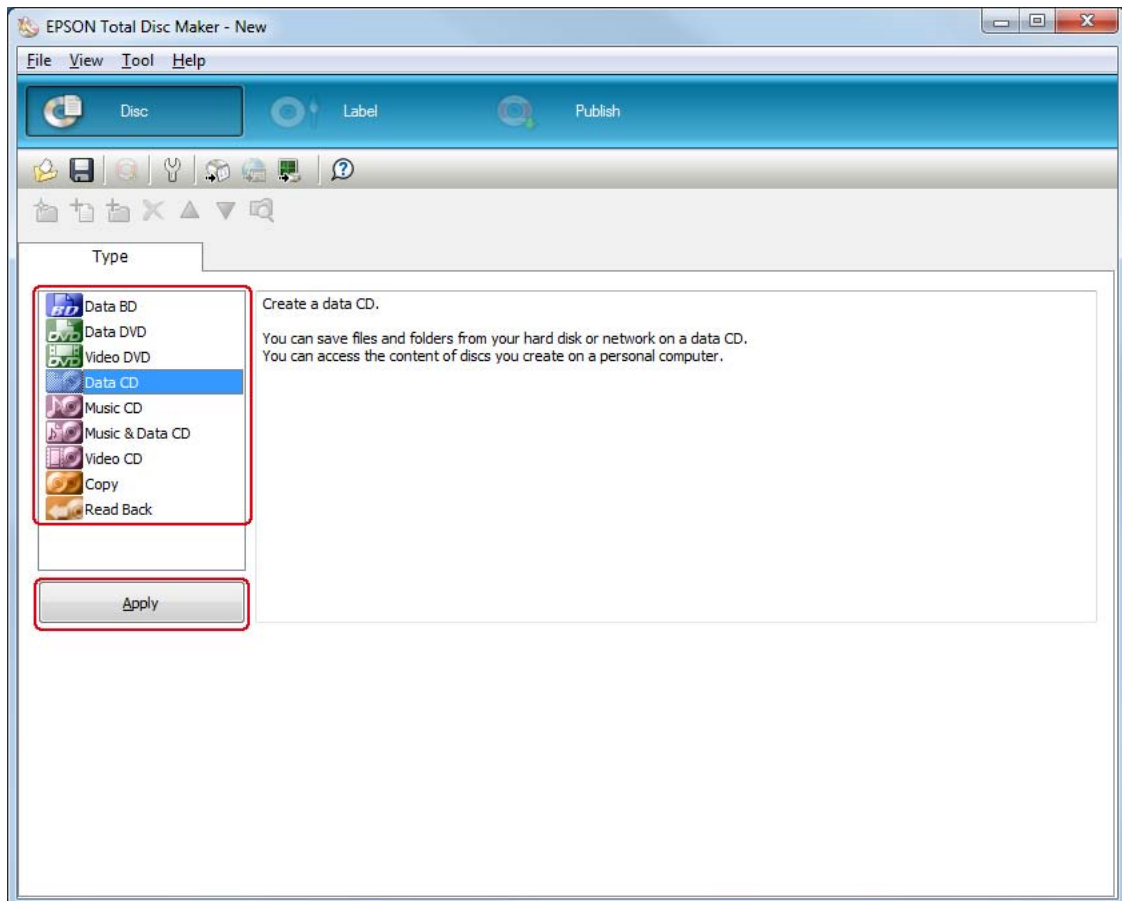 EPSON Total Disc Maker - New
File View Tool Help
Disc Label Publish
Type
Data BD
Data DVD
Video DVD
Data CD
Music CD
Music & Data CD
Video CD
Copy
Read Back
Apply
Create a data CD.
You can save files and folders from your hard disk or network on a data CD.
You can access the content of discs you create on a personal computer.